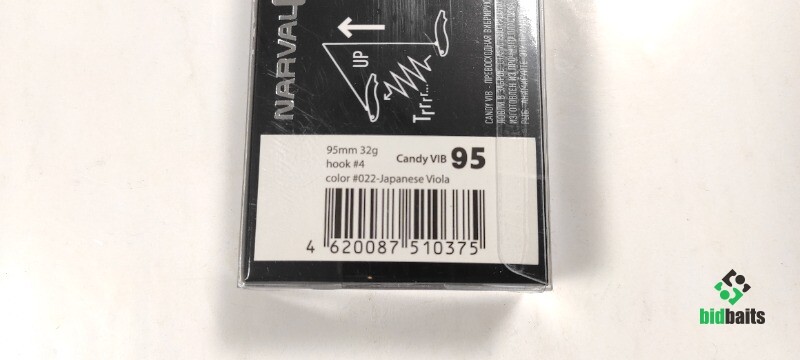 NARVAL
UP
Trrrr...
CANDY VIB - ПРЕВОСХОДНАЯ
95mm 32g
hook #4
color #022-Japanese Viola
Candy VIB 95
4 620087 510375
bidbaits